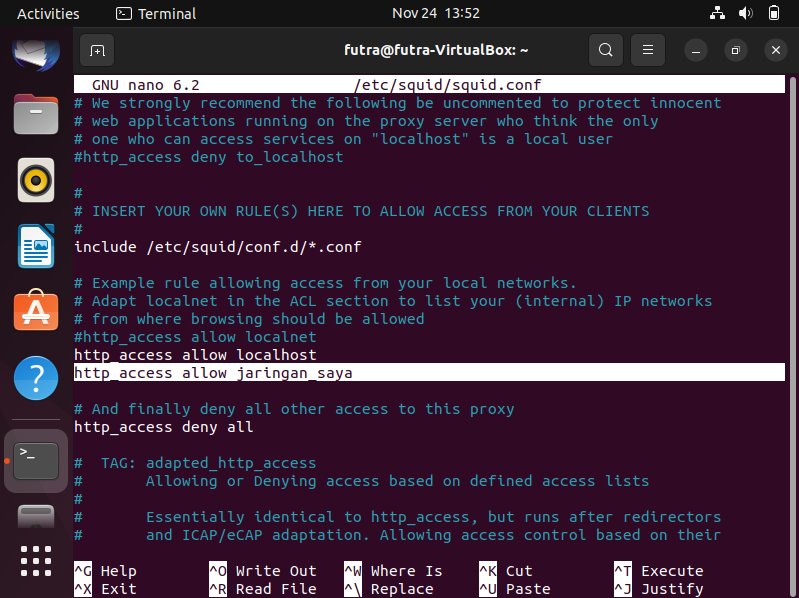 Activities Terminal Nov 24 13:52
futra@futra-VirtualBox: ~
GNU nano 6.2 /etc/squid/squid.conf
# We strongly recommend the following be uncommented to protect innocent
# web applications running on the proxy server who think the only
# one who can access services on "localhost" is a local user
#http_access deny to_localhost
#
# INSERT YOUR OWN RULE(S) HERE TO ALLOW ACCESS FROM YOUR CLIENTS
#
include /etc/squid/conf.d/*.conf
# Example rule allowing access from your local networks.
# Adapt localnet in the ACL section to list your (internal) IP networks
# from where browsing should be allowed
#http_access allow localnet
http_access allow localhost
http_access allow jaringan_saya
# And finally deny all other access to this proxy
http_access deny all
#  TAG: adapted_http_access
#       Allowing or Denying access based on defined access lists
#
#       Essentially identical to http_access, but runs after redirectors
#       and ICAP/eCAP adaptation. Allowing access control based on their
^G Help ^O Write Out ^W Where Is ^K Cut ^T Execute
^X Exit ^R Read File ^\ Replace ^U Paste ^J Justify